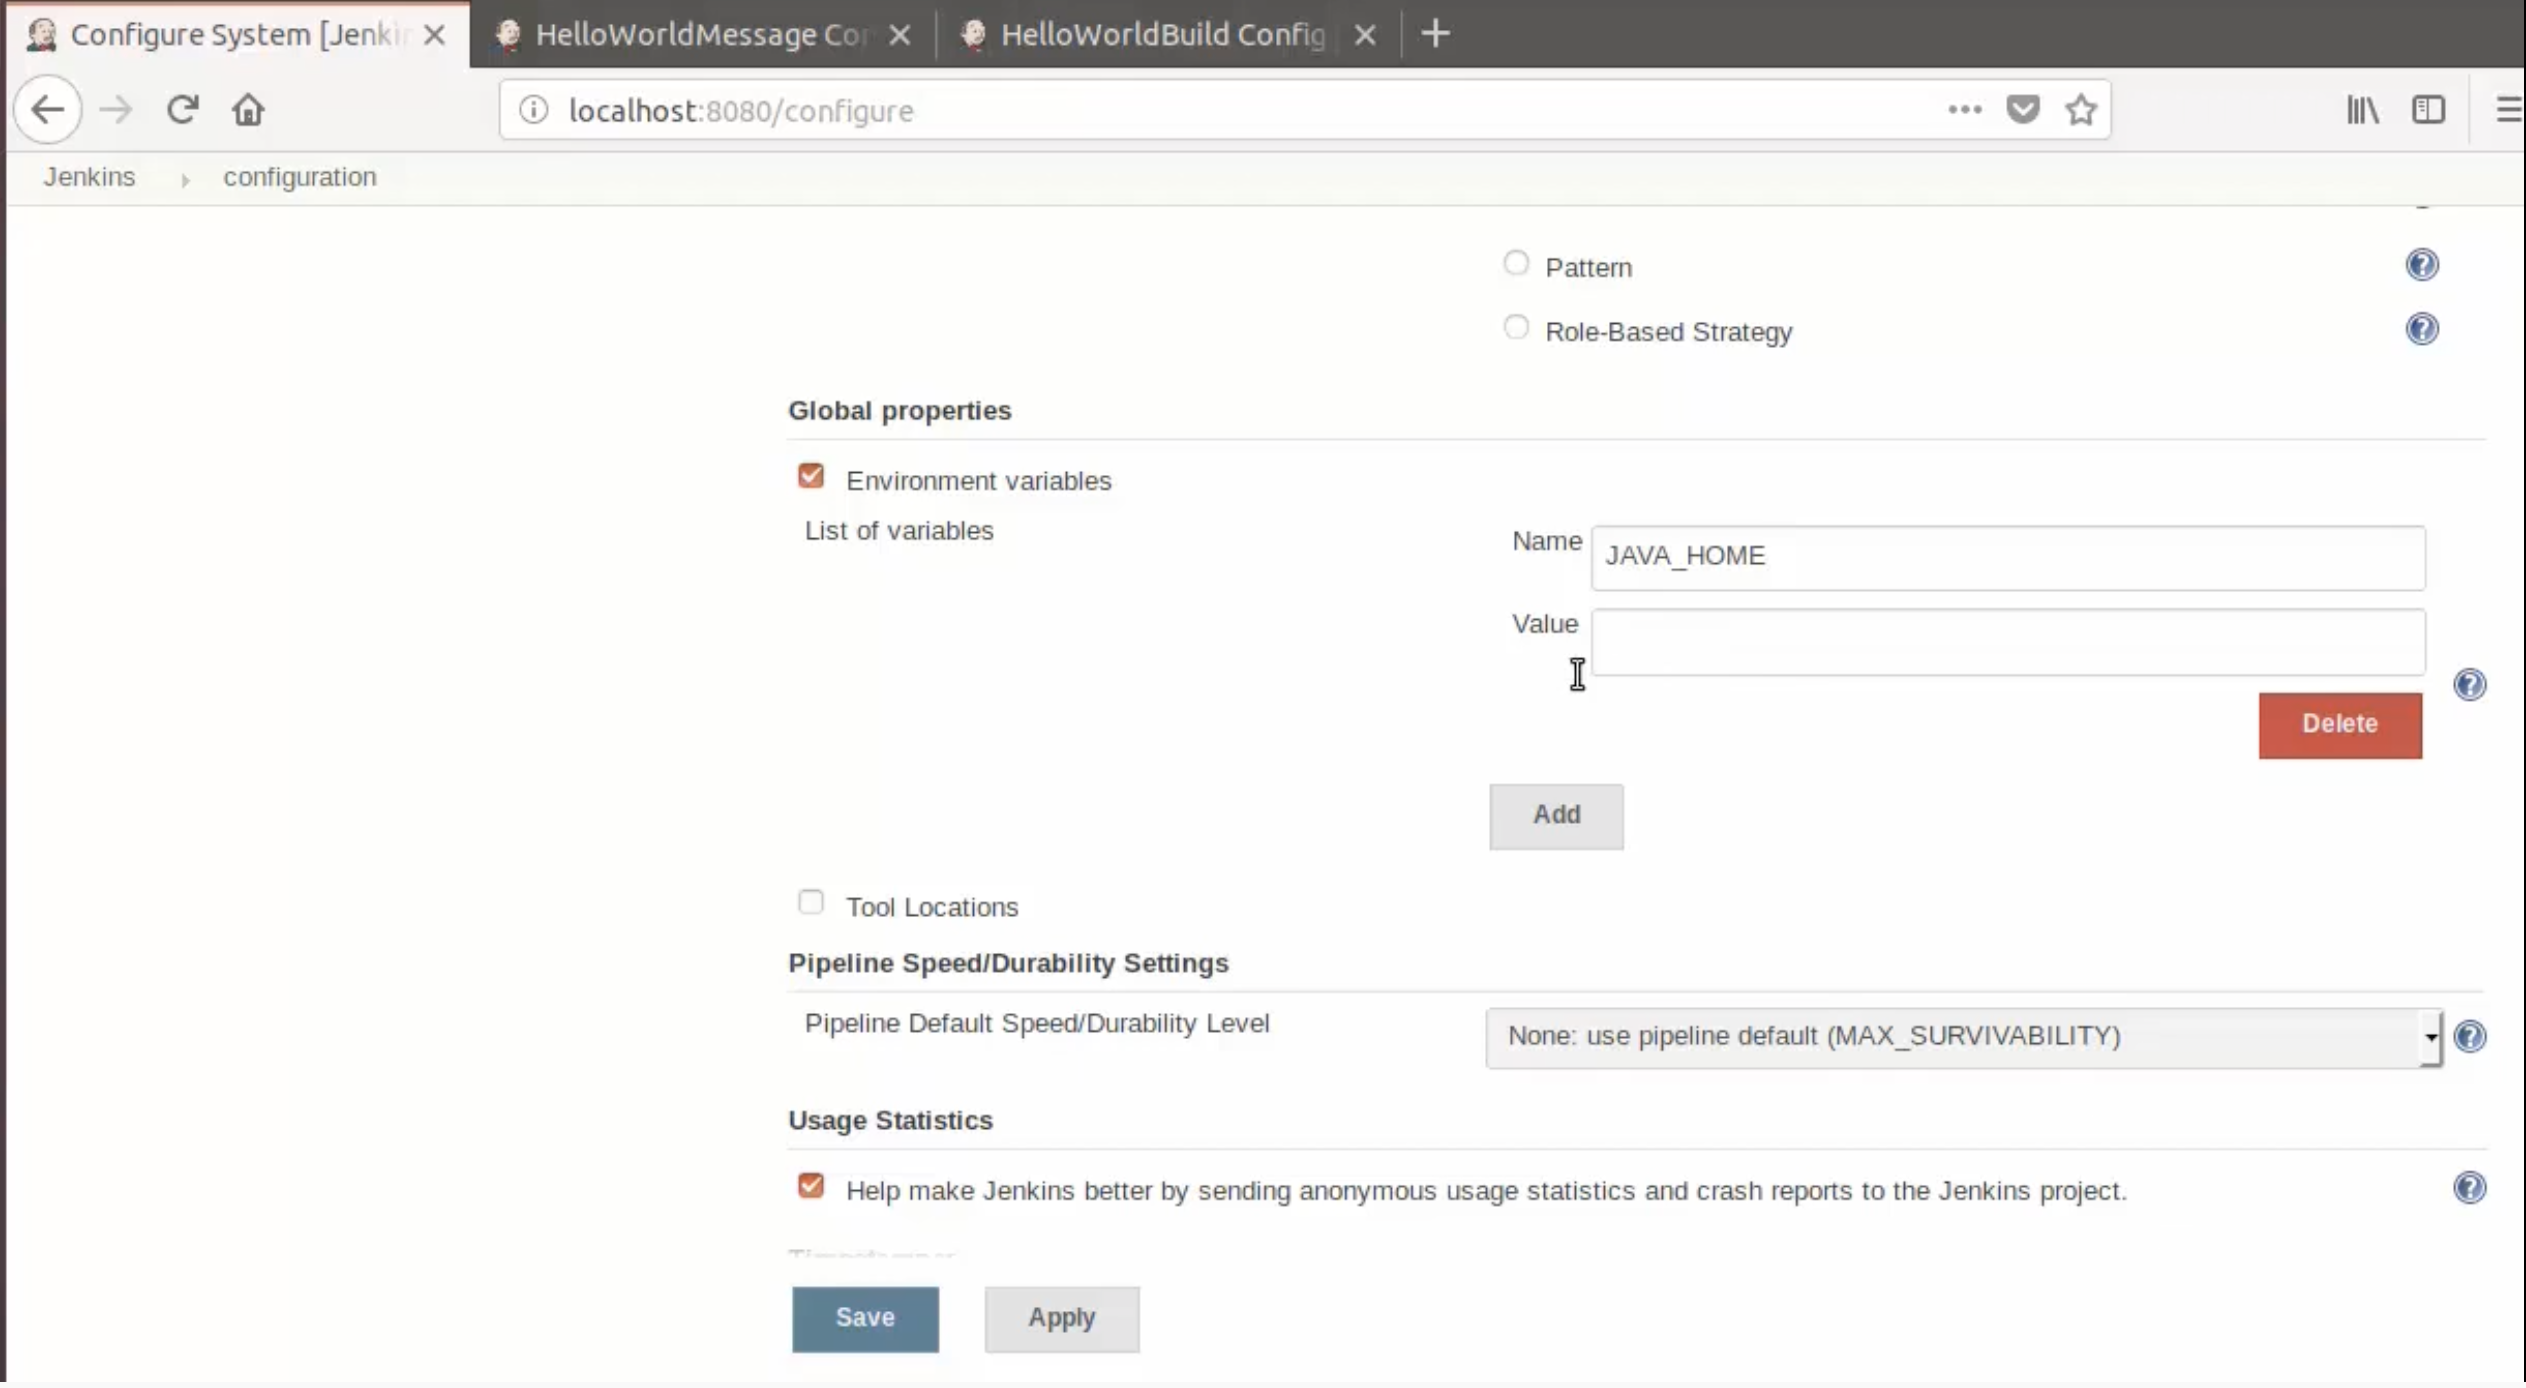 Configure System [Jenki
HelloWorldMessage Co
HelloWorldBuild Config
localhost:8080/configure
Jenkins
configuration
Pattern
Role-Based Strategy
Global properties
Environment variables
List of variables
Name
JAVA_HOME
Value
Delete
Add
Tool Locations
Pipeline Speed/Durability Settings
Pipeline Default Speed/Durability Level
None: use pipeline default (MAX_SURVIVABILITY)
Usage Statistics
Help make Jenkins better by sending anonymous usage statistics and crash reports to the Jenkins project.
Save
Apply